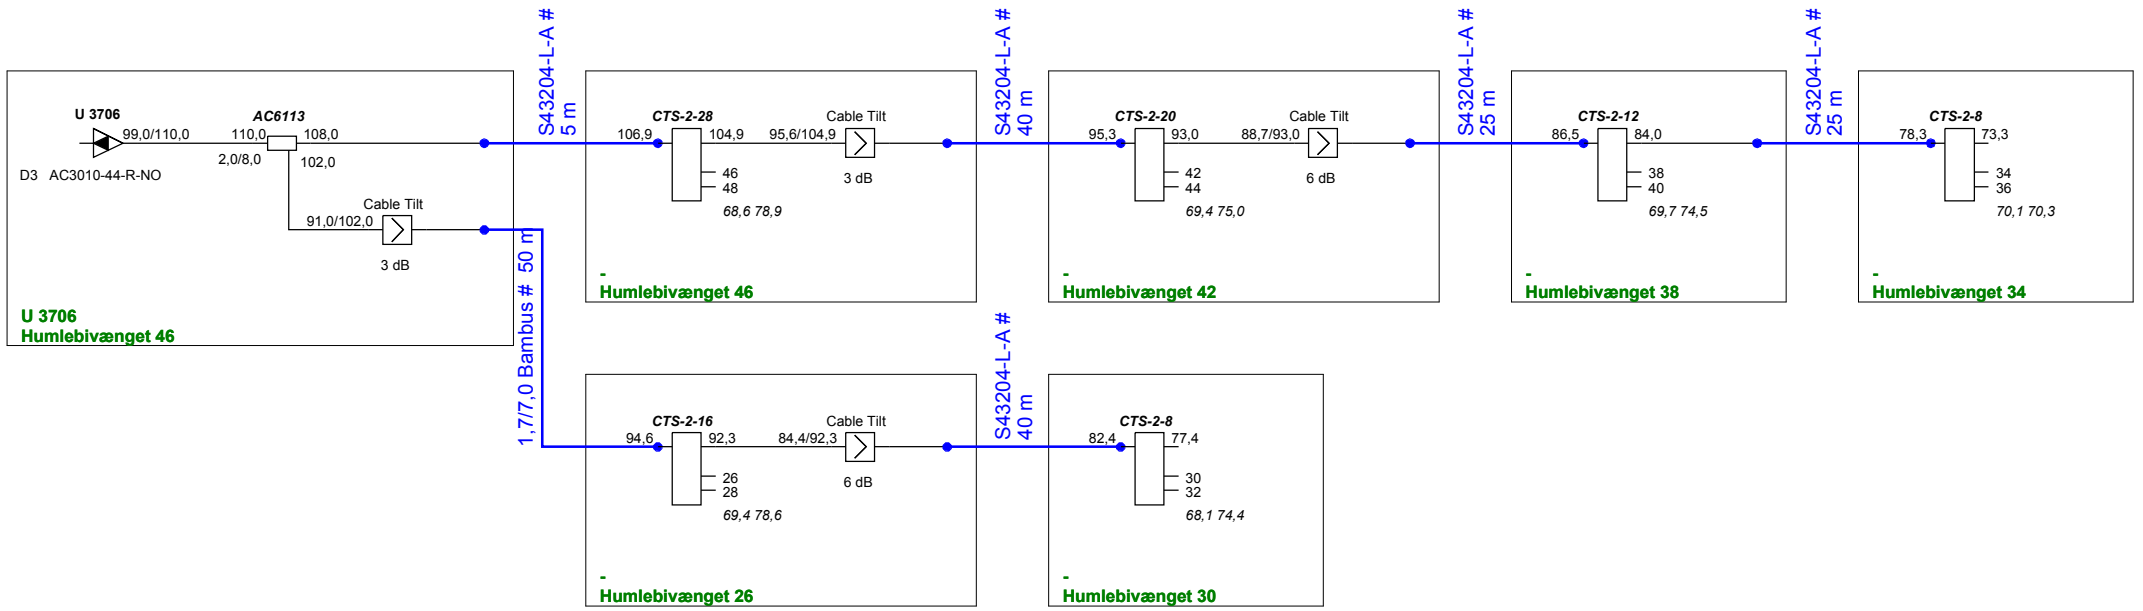 U 3706
99,0/110,0
D3 AC3010-44-R-NO
AC6113
110,0
108,0
2,0/8,0
102,0
Cable Tilt
91,0/102,0
3 dB
U 3706
Humlebivænget 46
S43204-L-A #
5 m
CTS-2-28
106,9
104,9
46
48
68,6 78,9
95,6/104,9
Cable Tilt
3 dB
-
Humlebivænget 46
S43204-L-A #
40 m
CTS-2-20
95,3
93,0
42
44
69,4 75,0
88,7/93,0
Cable Tilt
6 dB
-
Humlebivænget 42
S43204-L-A #
25 m
CTS-2-12
86,5
84,0
38
40
69,7 74,5
-
Humlebivænget 38
S43204-L-A #
25 m
CTS-2-8
78,3
73,3
34
36
70,1 70,3
-
Humlebivænget 34
1,7/7,0 Bambus # 50 m
CTS-2-16
94,6
92,3
26
28
69,4 78,6
84,4/92,3
Cable Tilt
6 dB
-
Humlebivænget 26
S43204-L-A #
40 m
CTS-2-8
82,4
77,4
30
32
68,1 74,4
-
Humlebivænget 30